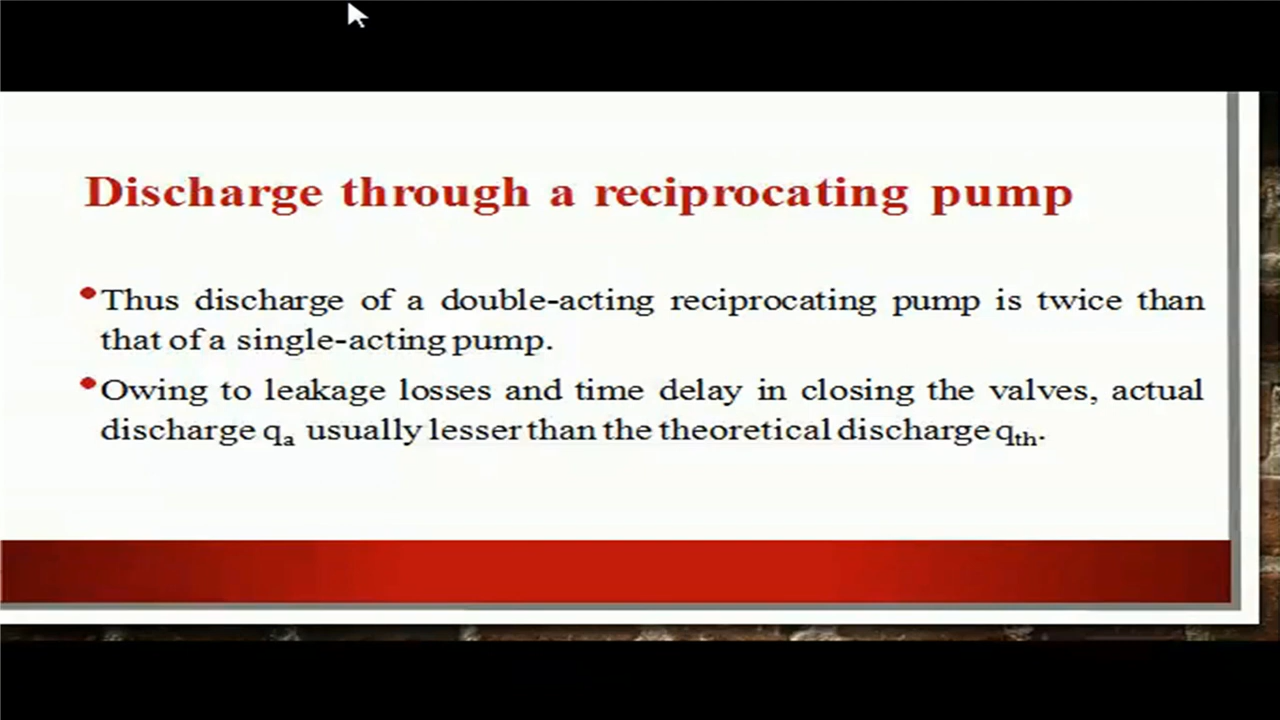 Discharge through a reciprocating pump
•Thus discharge of a double-acting reciprocating pump is twice than
that of a single-acting pump.
•Owing to leakage losses and time delay in closing the valves, actual
discharge qa usually lesser than the theoretical discharge qth.